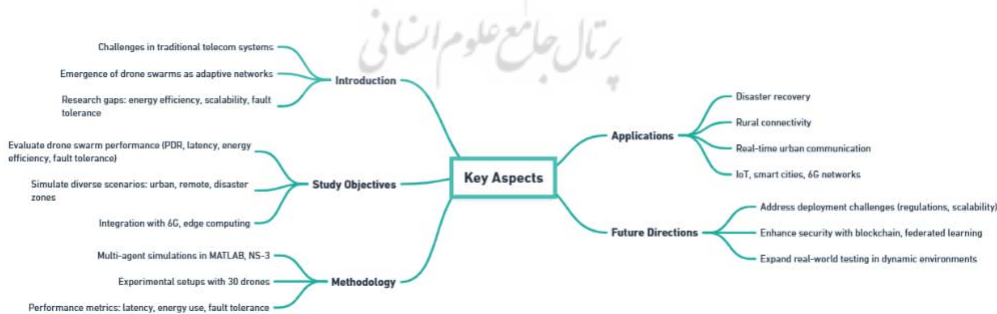 پرتال جامع علوم انسانی
Key Aspects
Introduction
Challenges in traditional telecom systems
Emergence of drone swarms as adaptive networks
Research gaps: energy efficiency, scalability, fault
tolerance
Study Objectives
Evaluate drone swarm performance (PDR, latency, energy
efficiency, fault tolerance)
Simulate diverse scenarios: urban, remote, disaster
zones
Integration with 6G, edge computing
Methodology
Multi-agent simulations in MATLAB, NS-3
Experimental setups with 30 drones
Performance metrics: latency, energy use, fault tolerance
Applications
Disaster recovery
Rural connectivity
Real-time urban communication
IoT, smart cities, 6G networks
Future Directions
Address deployment challenges (regulations, scalability)
Enhance security with blockchain, federated learning
Expand real-world testing in dynamic environments